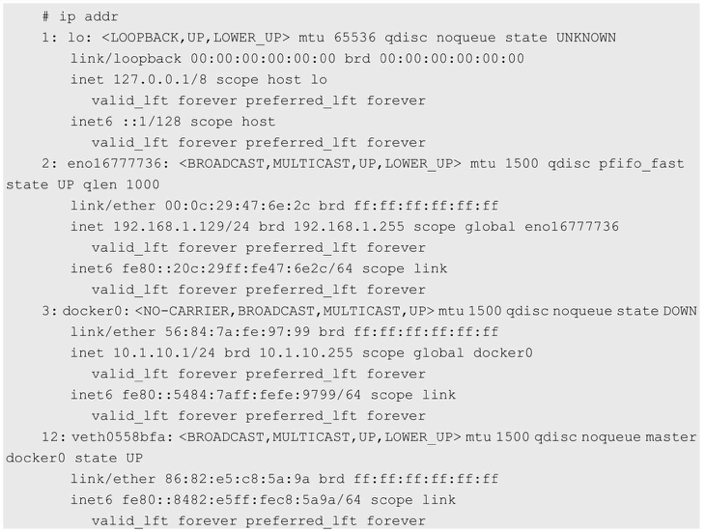 # ip addr
1: lo: <LOOPBACK,UP,LOWER_UP> mtu 65536 qdisc noqueue state UNKNOWN
link/loopback 00:00:00:00:00:00 brd 00:00:00:00:00:00
inet 127.0.0.1/8 scope host lo
valid_lft forever preferred_lft forever
inet6 ::1/128 scope host
valid_lft forever preferred_lft forever
2: eno16777736: <BROADCAST,MULTICAST,UP,LOWER_UP> mtu 1500 qdisc pfifo_fast
state UP qlen 1000
link/ether 00:0c:29:47:6e:2c brd ff:ff:ff:ff:ff:ff
inet 192.168.1.129/24 brd 192.168.1.255 scope global eno16777736
valid_lft forever preferred_lft forever
inet6 fe80::20c:29ff:fe47:6e2c/64 scope link
valid_lft forever preferred_lft forever
3: docker0: <NO-CARRIER,BROADCAST,MULTICAST,UP> mtu 1500 qdisc noqueue state DOWN
link/ether 56:84:7a:fe:97:99 brd ff:ff:ff:ff:ff:ff
inet 10.1.10.1/24 brd 10.1.10.255 scope global docker0
valid_lft forever preferred_lft forever
inet6 fe80::5484:7aff:fefe:9799/64 scope link
valid_lft forever preferred_lft forever
12: veth0558bfa: <BROADCAST,MULTICAST,UP,LOWER_UP> mtu 1500 qdisc noqueue master
docker0 state UP
link/ether 86:82:e5:c8:5a:9a brd ff:ff:ff:ff:ff:ff
inet6 fe80::8482:e5ff:fec8:5a9a/64 scope link
valid_lft forever preferred_lft forever